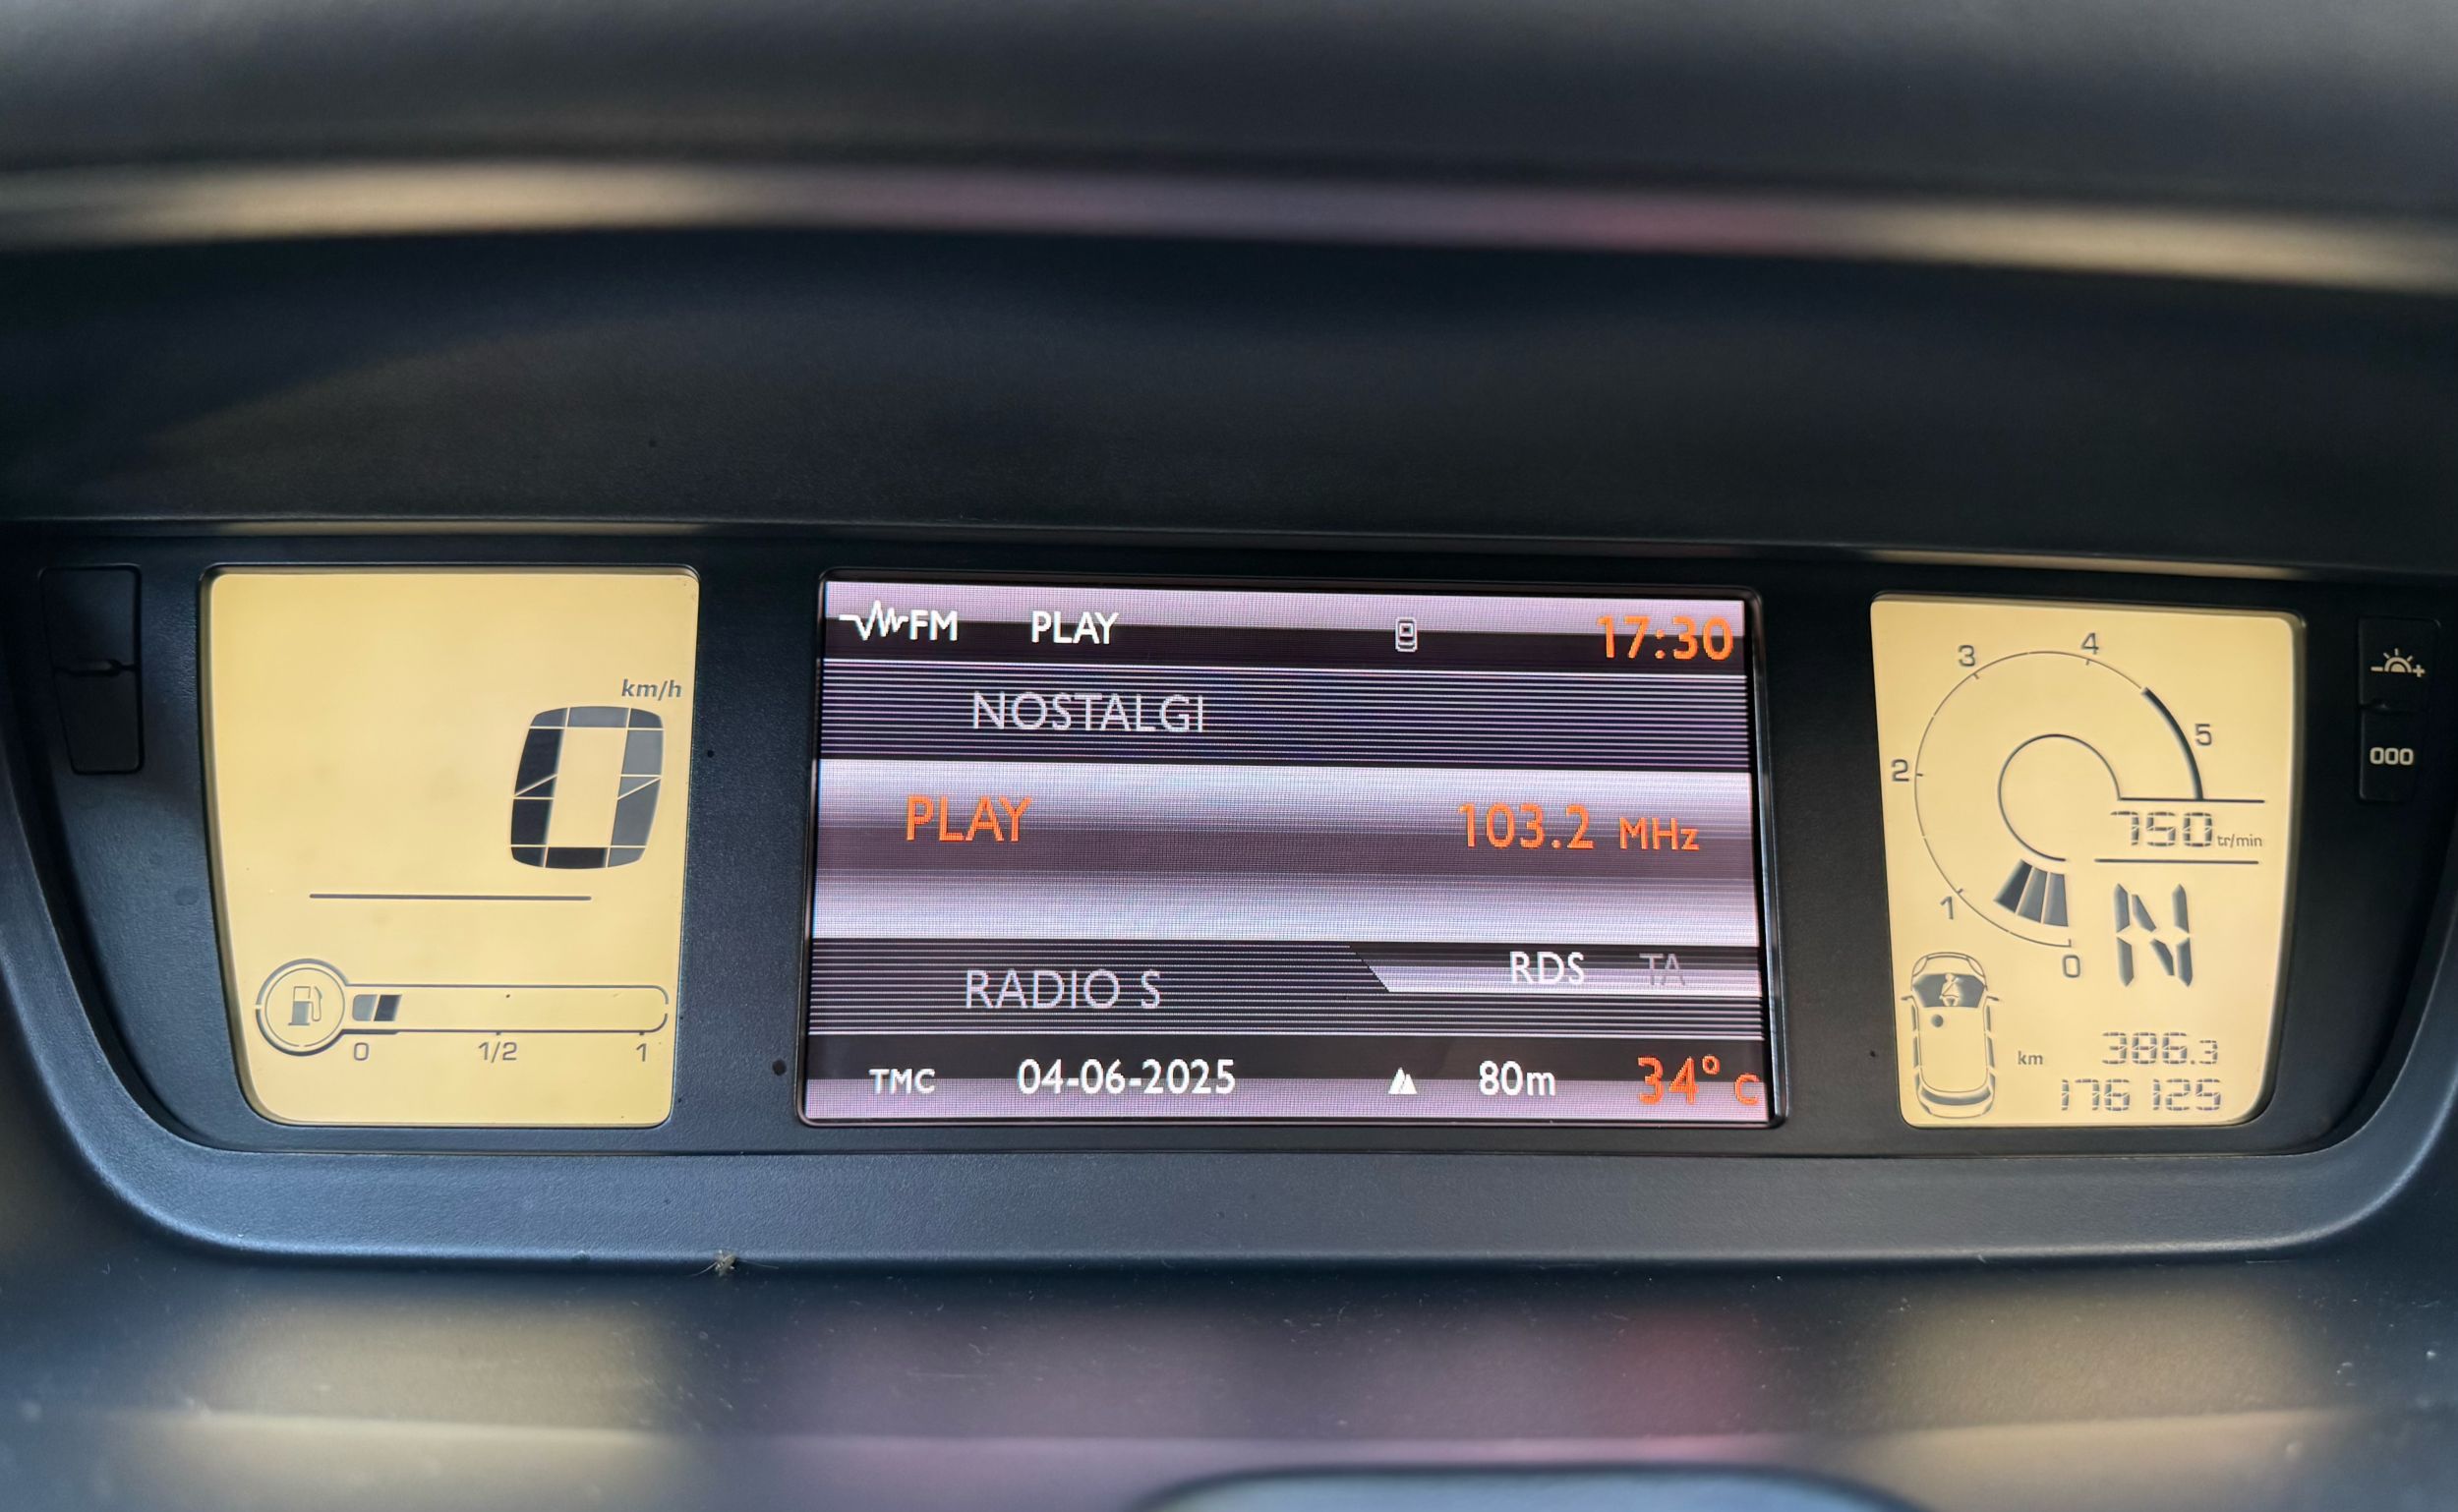 km/h
0
0 1/2 1
FM PLAY 17:30
NOSTALGI
PLAY 103.2 MHz
RADIO S RDS TA
TMC 04-06-2025 80m 34° C
3 4
5
2
750 tr/min
1
0
N
km 386.3
176 125
- +
000